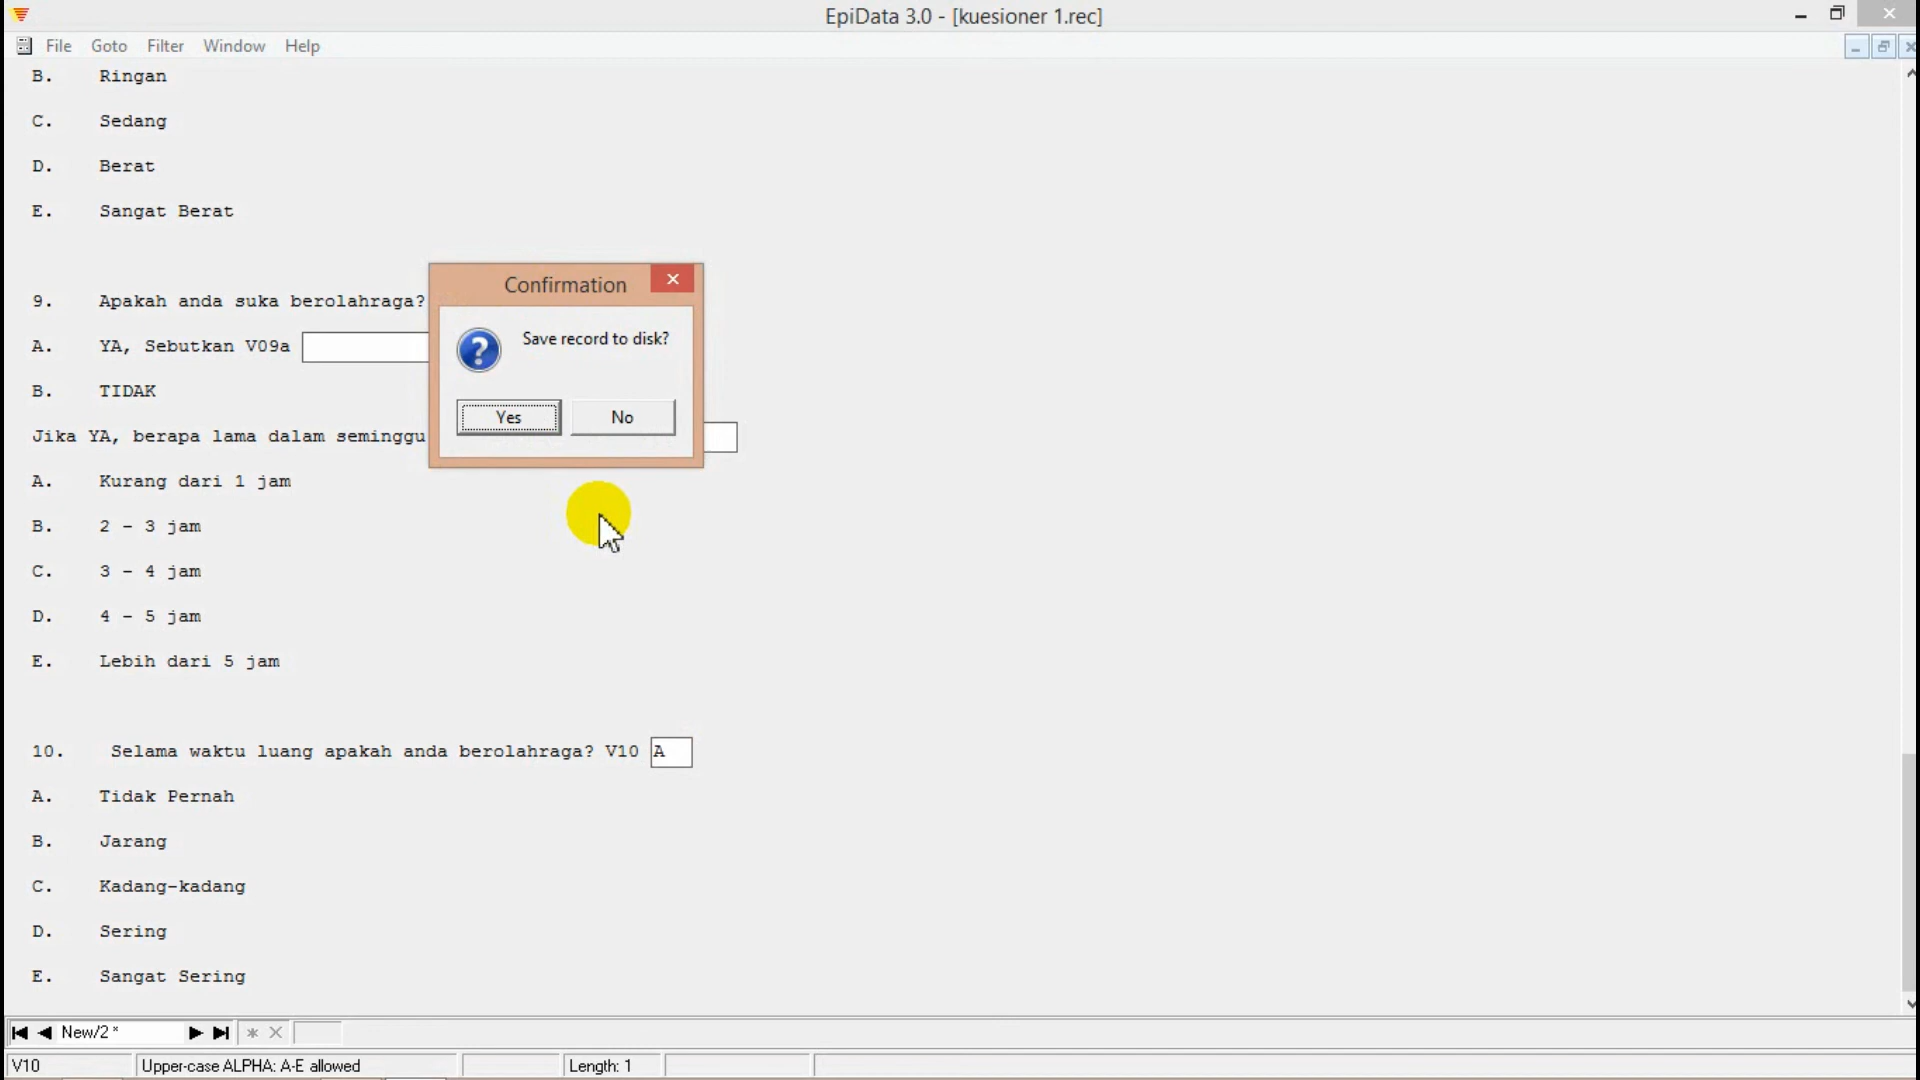 EpiData 3.0 - [kuesioner 1.rec]
File Goto Filter Window Help
B. Ringan
C. Sedang
D. Berat
E. Sangat Berat
Confirmation
Save record to disk?
Yes No
9. Apakah anda suka berolahraga?
A. YA, Sebutkan V09a
B. TIDAK
Jika YA, berapa lama dalam seminggu
A. Kurang dari 1 jam
B. 2 - 3 jam
C. 3 - 4 jam
D. 4 - 5 jam
E. Lebih dari 5 jam
10. Selama waktu luang apakah anda berolahraga? V10 A
A. Tidak Pernah
B. Jarang
C. Kadang-kadang
D. Sering
E. Sangat Sering
New/2 *
V10 Upper-case ALPHA: A-E allowed Length: 1